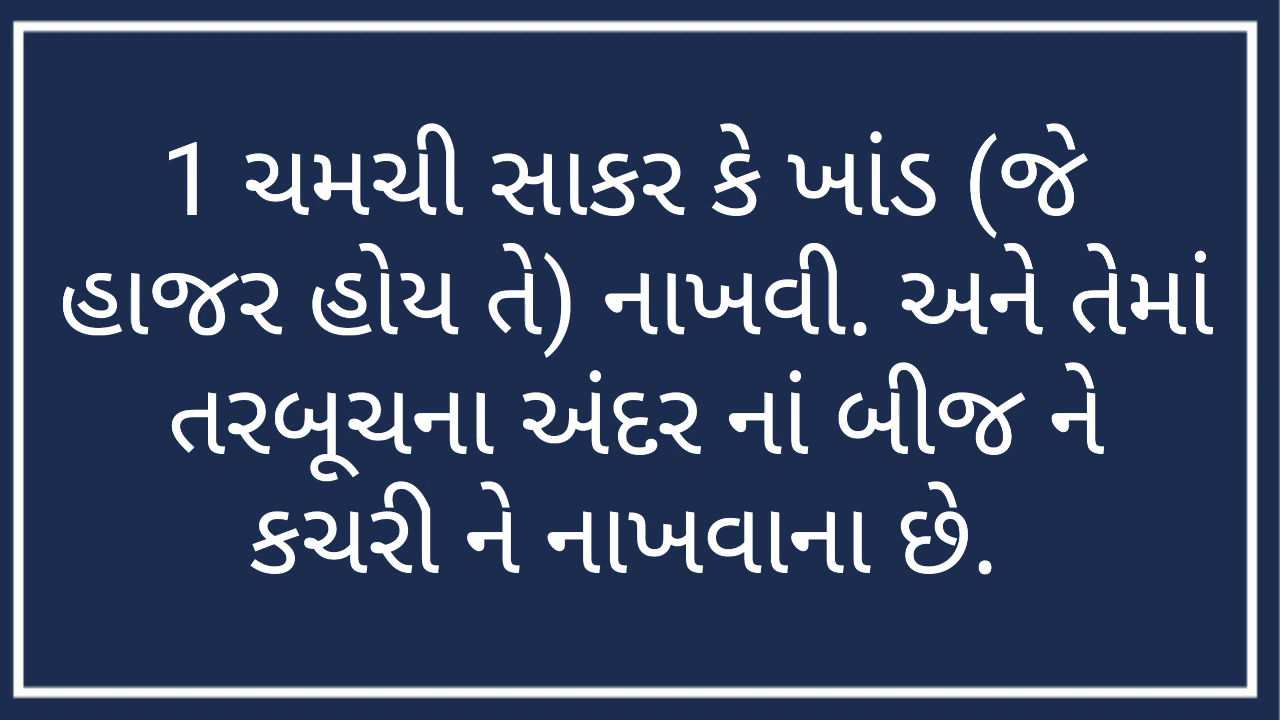 1 ચમચી સાકર કે ખાંડ (જે
હાજર હોય તે) નાખવી. અને તેમાં
તરબૂચના અંદર નાં બીજ ને
કચરી ને નાખવાના છે.